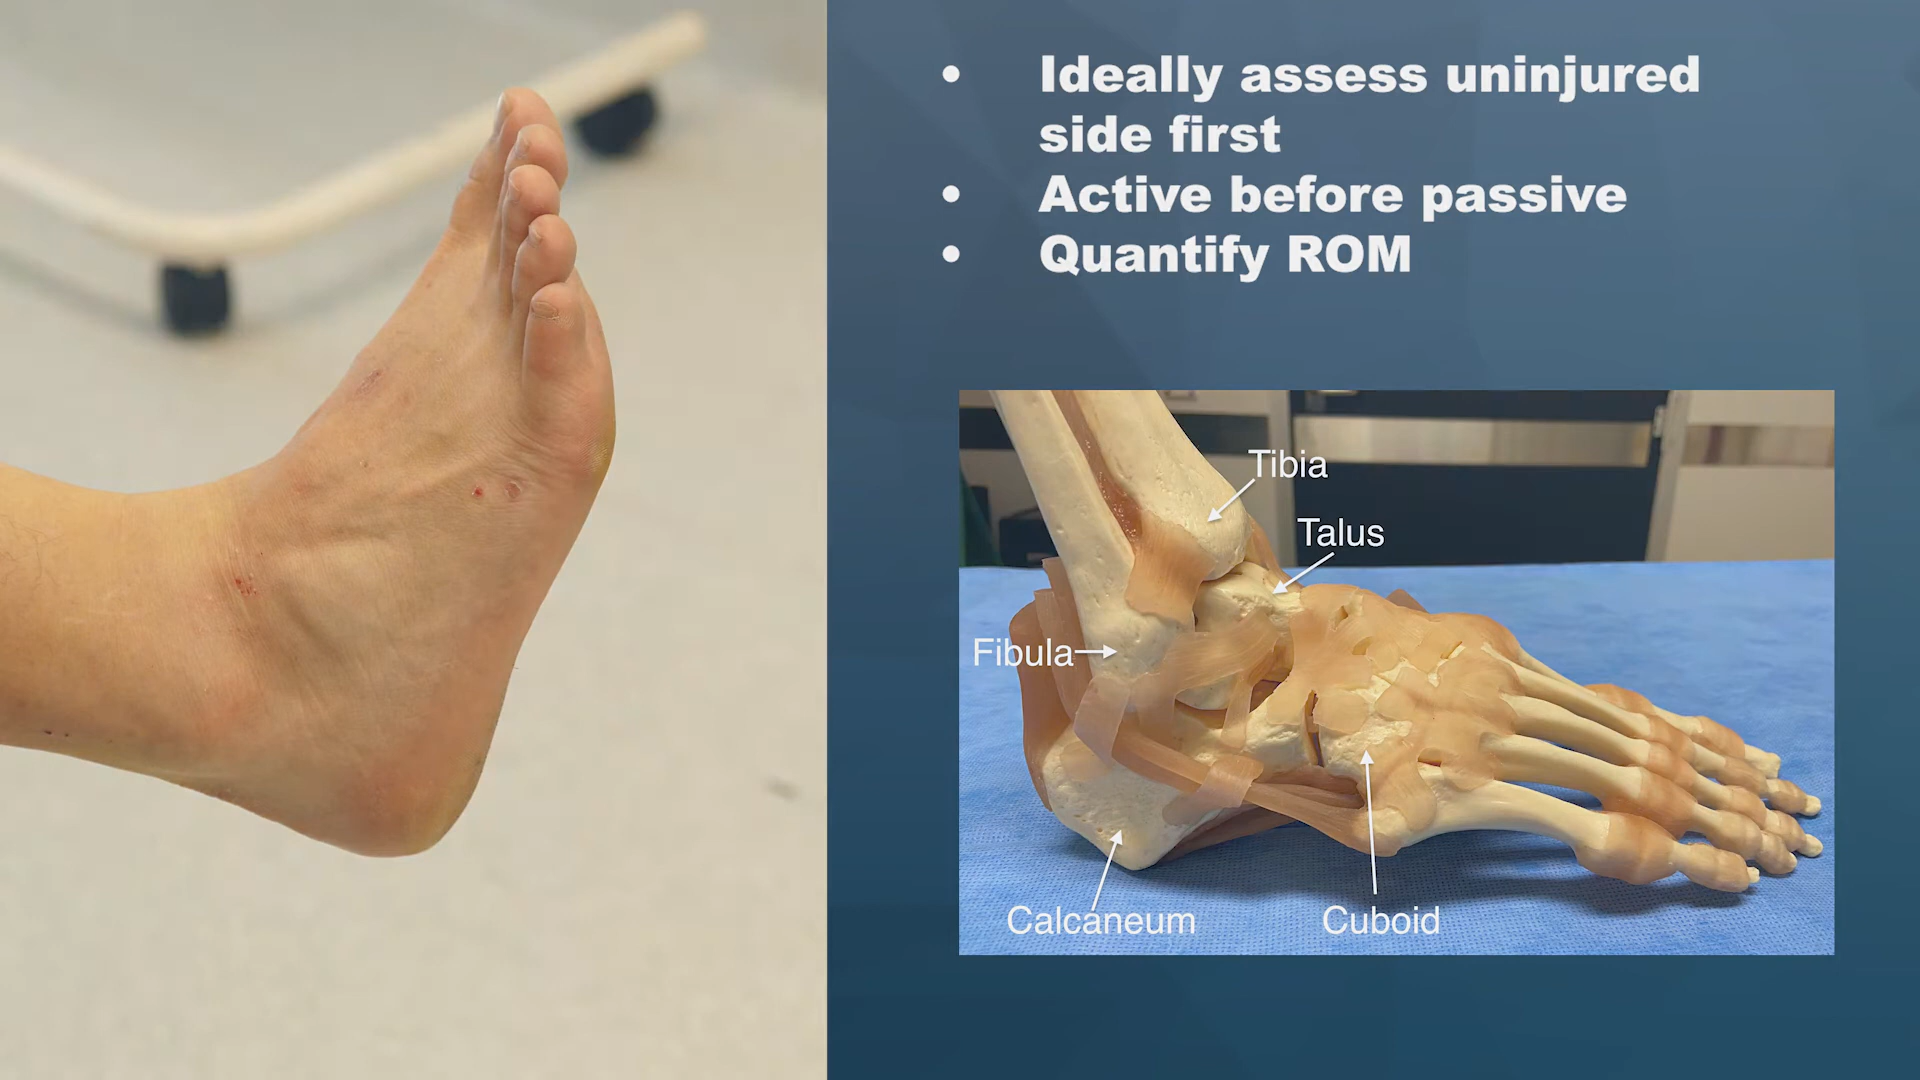 • Ideally assess uninjured
side first
• Active before passive
• Quantify ROM
Tibia
Talus
Fibula
Calcaneum
Cuboid